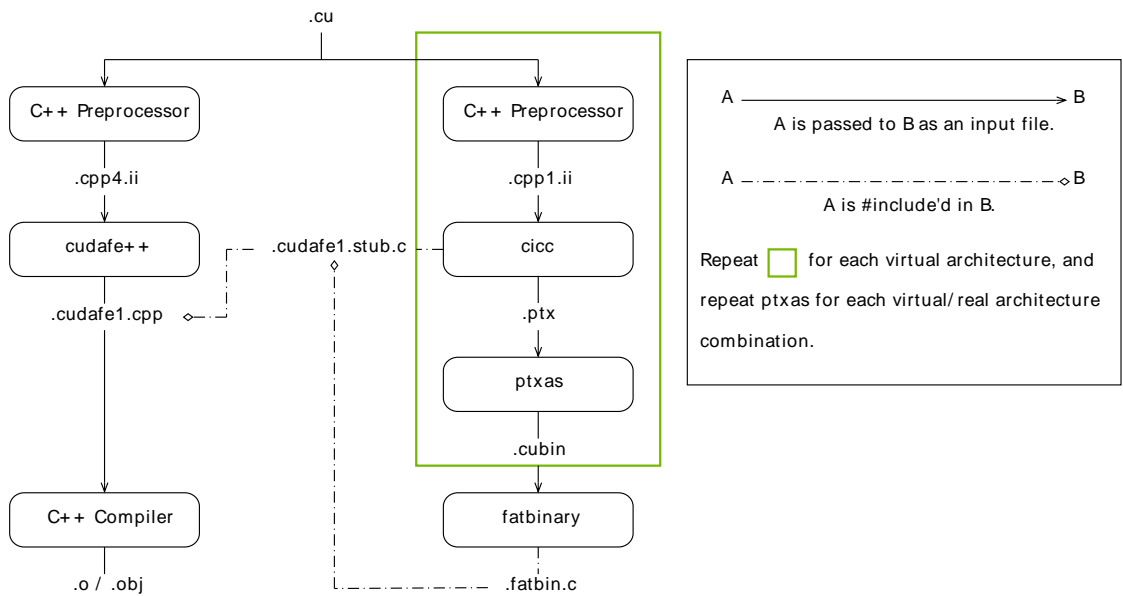 .cu
C++ Preprocessor
C++ Preprocessor
.cpp4.ii
.cpp1.ii
cudafe++
.cudafe1.stub.c
cicc
.cudafe1.cpp
.ptx
ptxas
.cubin
C++ Compiler
fatbinary
.o / .obj
.fatbin.c
A B
A is passed to B as an input file.
A B
A is #include'd in B.
Repeat for each virtual architecture, and
repeat ptxas for each virtual/real architecture
combination.